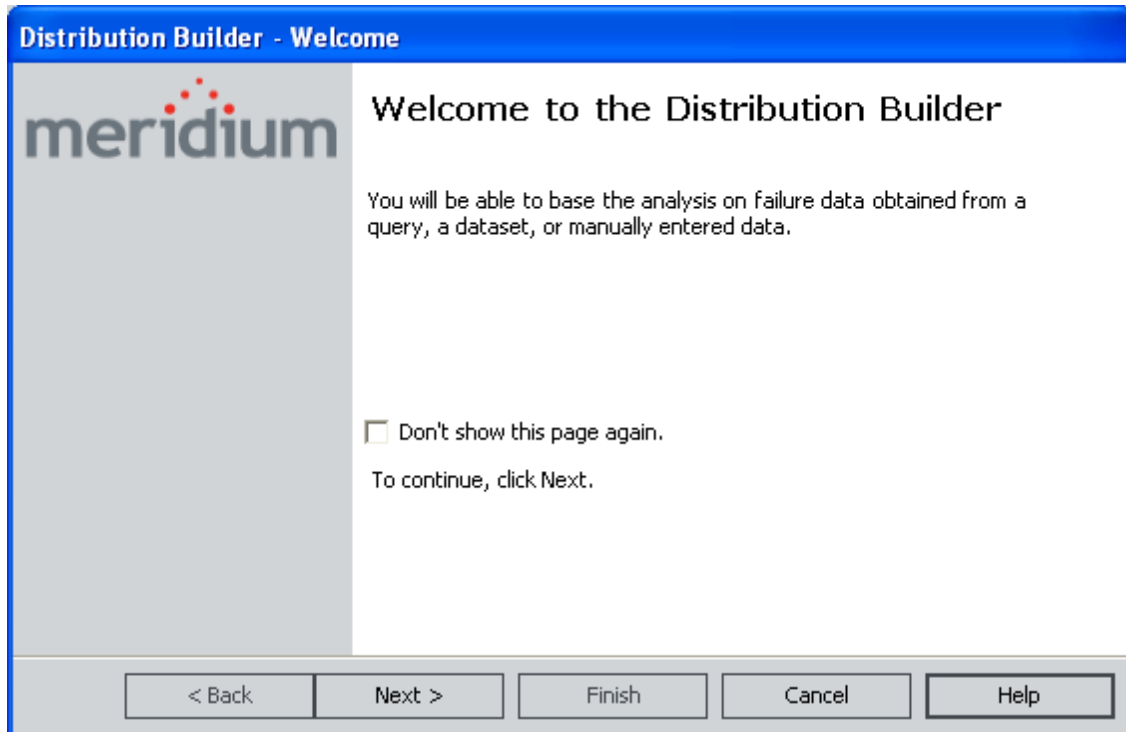 Distribution Builder - Welcome
meridium
Welcome to the Distribution Builder
You will be able to base the analysis on failure data obtained from a
query, a dataset, or manually entered data.
Don't show this page again.
To continue, click Next.
< Back
Next >
Finish
Cancel
Help